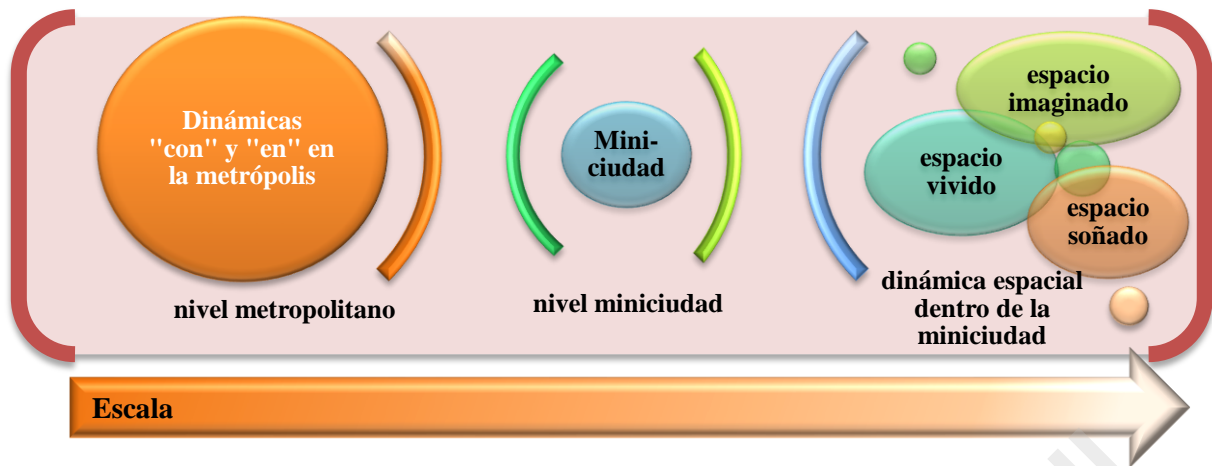 Dinámicas
"con" y "en" en
la metrópolis
nivel metropolitano
Mini-
ciudad
nivel miniciudad
espacio
imaginado
espacio
vivido
espacio
soñado
dinámica espacial
dentro de la
miniciudad
Escala